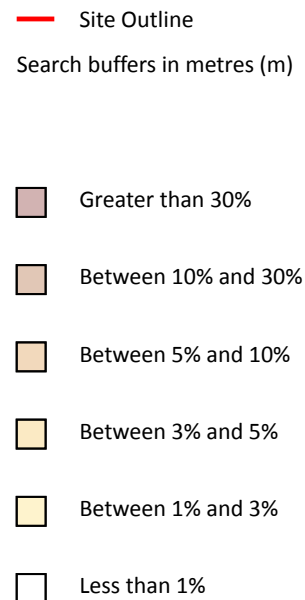 Site Outline
Search buffers in metres (m)
Greater than 30%
Between 10% and 30%
Between 5% and 10%
Between 3% and 5%
Between 1% and 3%
Less than 1%